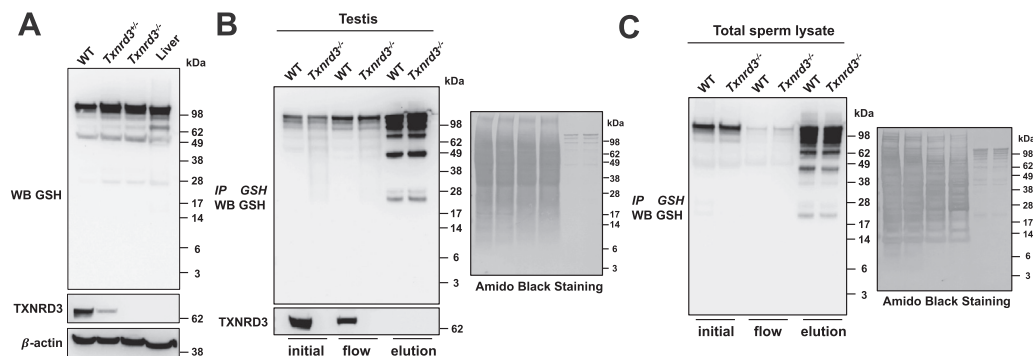 A
WT
Txnrd3+/-
Txnrd3-/-
Liver
kDa
98
62
49
38
28
17
14
6
3
WB GSH
TXNRD3
62
β-actin
38
B
Testis
WT
Txnrd3-/-
WT
Txnrd3-/-
WT
Txnrd3-/-
kDa
98
62
49
38
28
17
14
6
3
IP GSH
WB GSH
TXNRD3
62
initial flow elution
kDa
98
62
49
38
28
17
14
6
3
Amido Black Staining
C
Total sperm lysate
WT
Txnrd3-/-
WT
Txnrd3-/-
WT
Txnrd3-/-
kDa
98
62
49
38
28
17
14
6
3
IP GSH
WB GSH
initial flow elution
kDa
98
62
49
38
28
17
14
6
3
Amido Black Staining